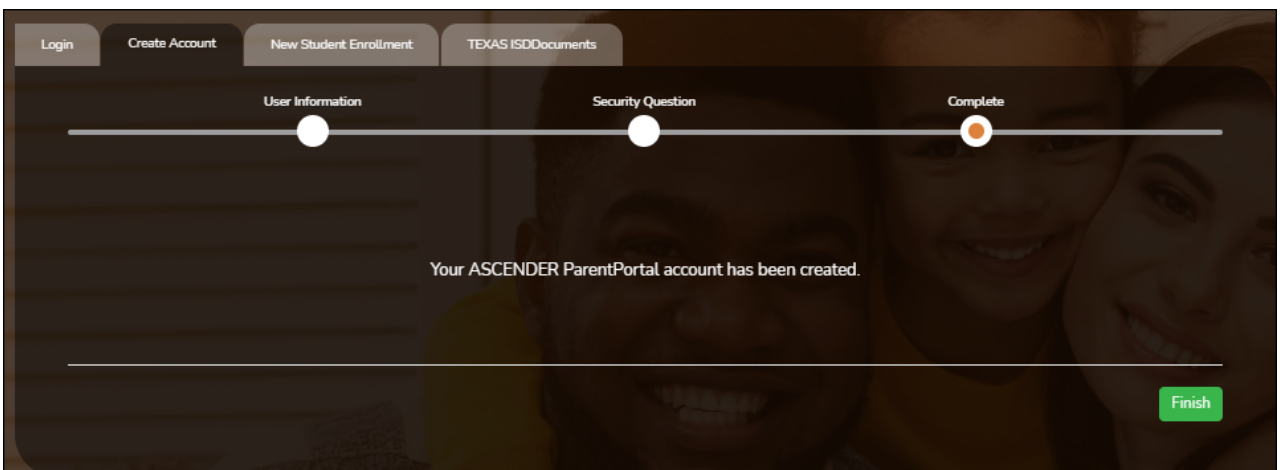 Login Create Account New Student Enrollment TEXAS ISDDocuments
User Information Security Question Complete
Your ASCENDER ParentPortal account has been created.
Finish